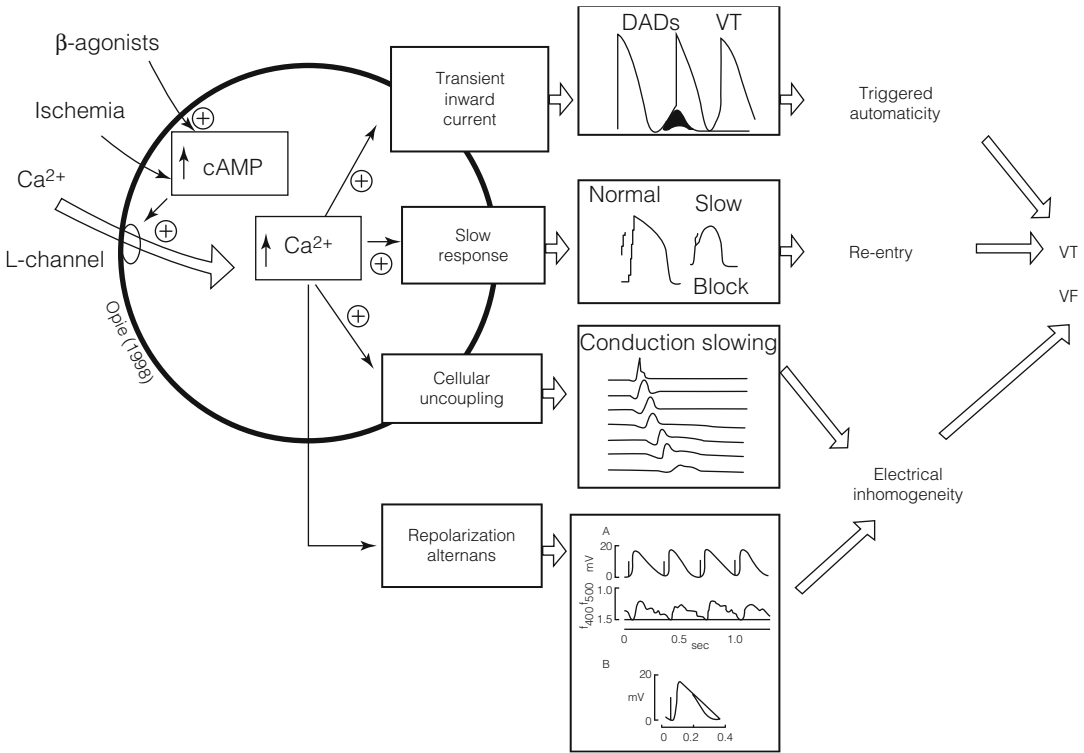 β-agonists
Ischemia
Ca2+
L-channel
Opie (1998)
cAMP
+
+
Ca2+
+
+
+
Transient
inward
current
Slow
response
Cellular
uncoupling
Repolarization
alternans
DADs VT
Normal
Slow
Block
Conduction slowing
A
20
mV
0
1.0
f400 f500
1.5
0 0.5 1.0
sec
B
20
mV
0
0 0.2 0.4
Triggered
automaticity
Re-entry
Electrical
inhomogeneity
VT
VF